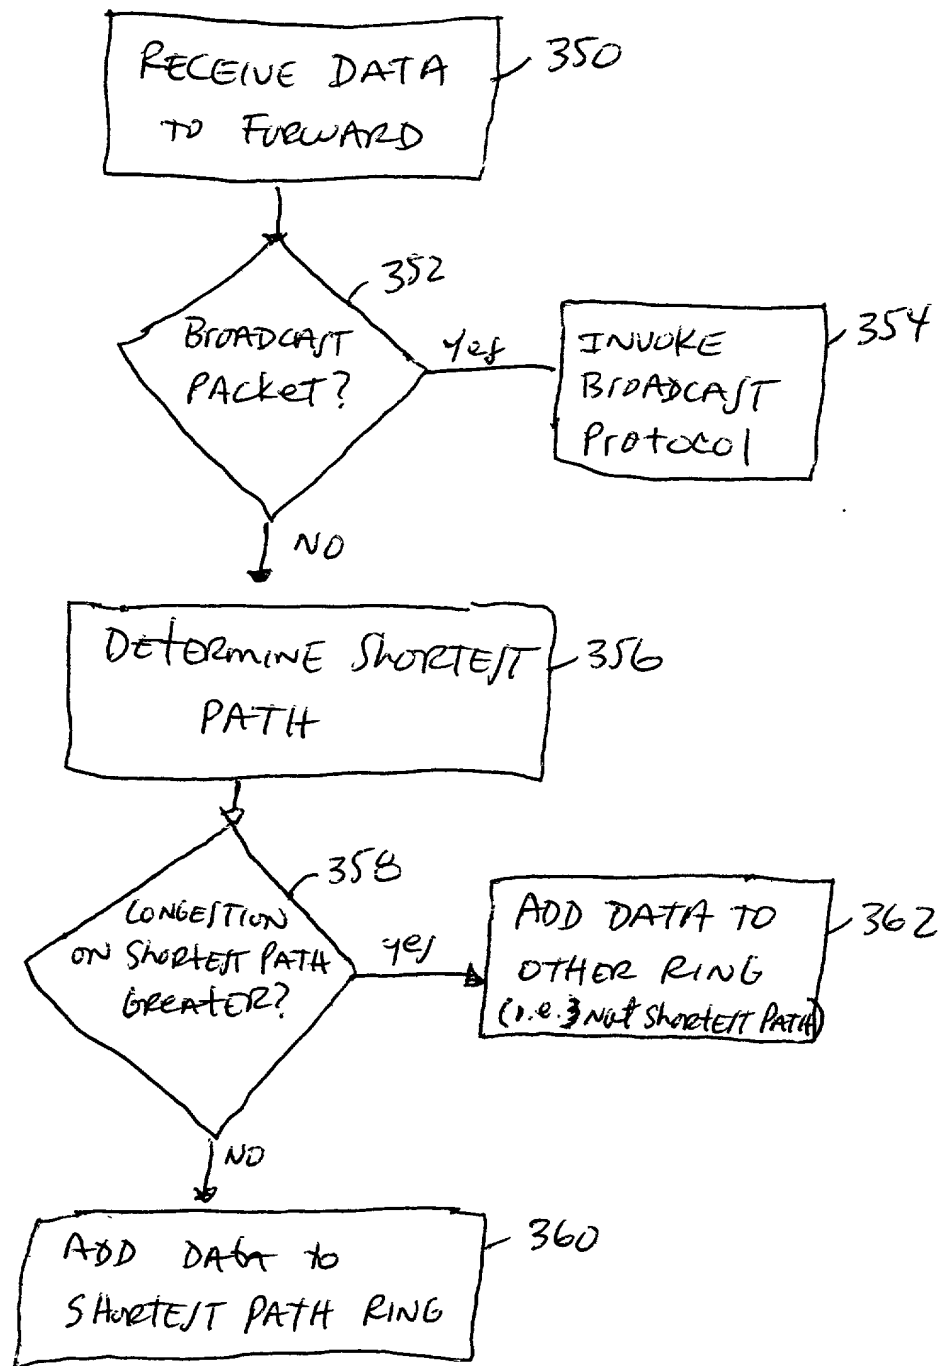 RECEIVE DATA
TO FORWARD
350
352
BROADCAST
PACKET?
Yes
INVOKE
BROADCAST
Protocol
354
NO
DETERMINE SHORTEST
PATH
356
358
CONGESTION
ON SHORTEST PATH
GREATER?
yes
ADD DATA TO
OTHER RING
(i.e., Not Shortest PATH)
362
NO
ADD DATA to
SHORTEST PATH RING
360